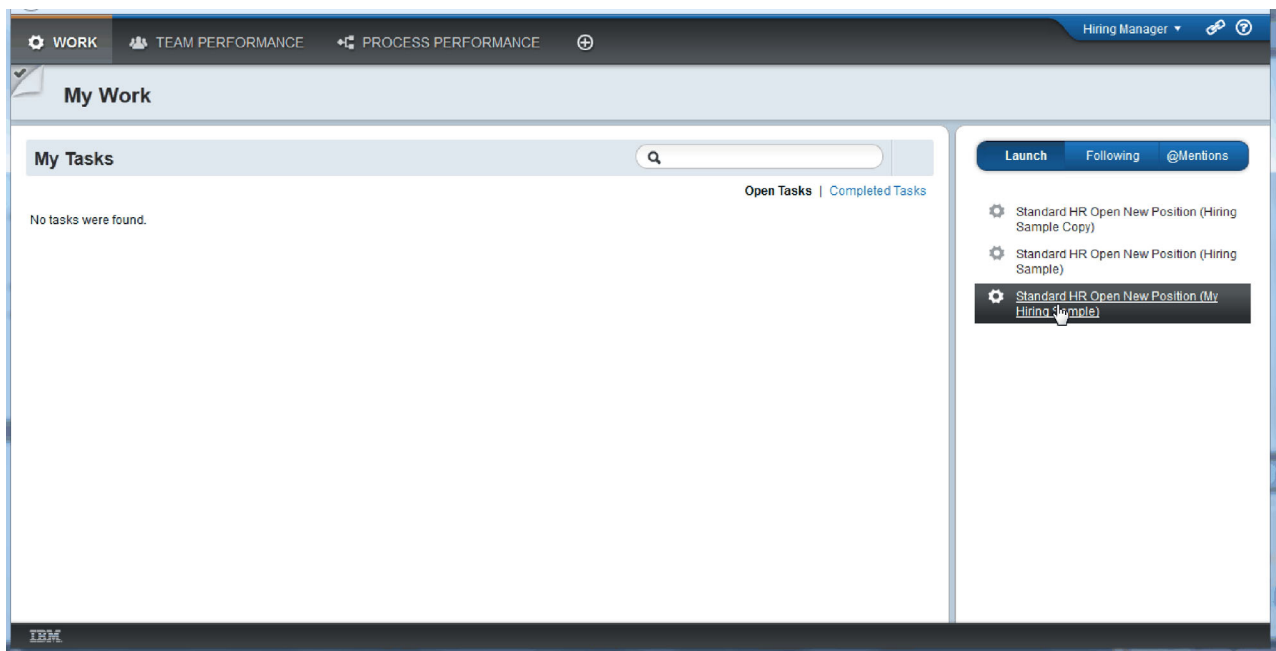 WORK TEAM PERFORMANCE PROCESS PERFORMANCE Hiring Manager
My Work
My Tasks
Open Tasks | Completed Tasks
No tasks were found.
Launch Following @Mentions
Standard HR Open New Position (Hiring
Sample Copy)
Standard HR Open New Position (Hiring
Sample)
Standard HR Open New Position (My
Hiring Sample)
IBM